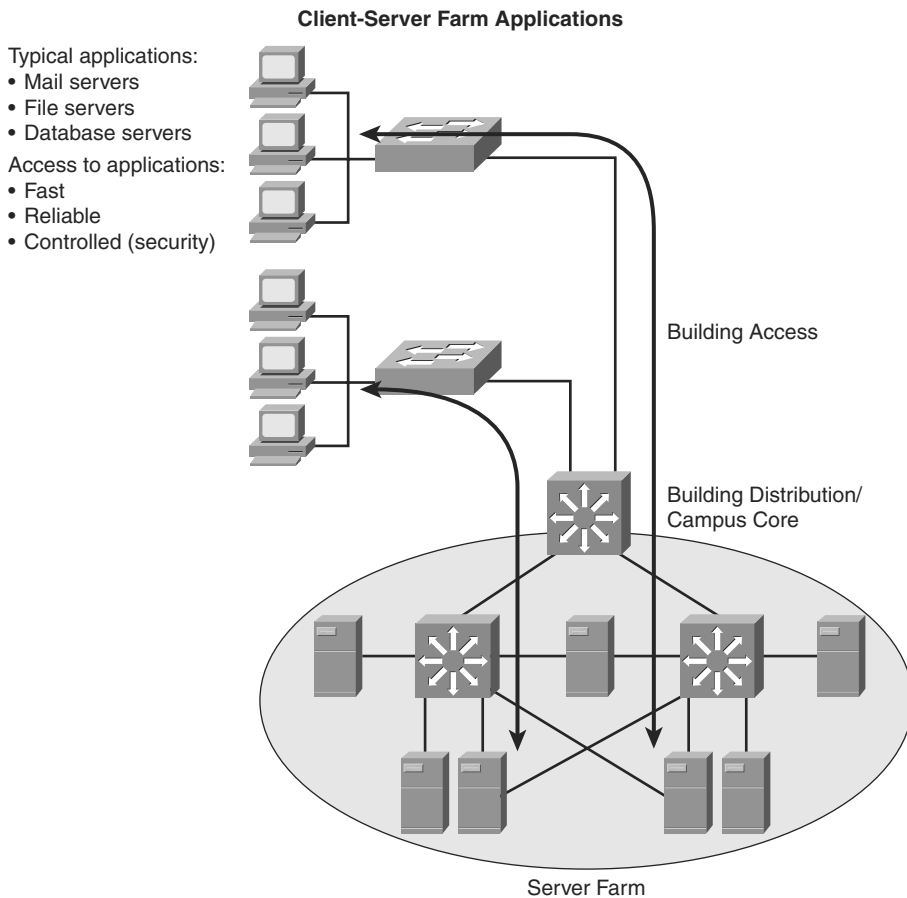 Client-Server Farm Applications
Typical applications:
• Mail servers
• File servers
• Database servers
Access to applications:
• Fast
• Reliable
• Controlled (security)
Building Access
Building Distribution/
Campus Core
Server Farm